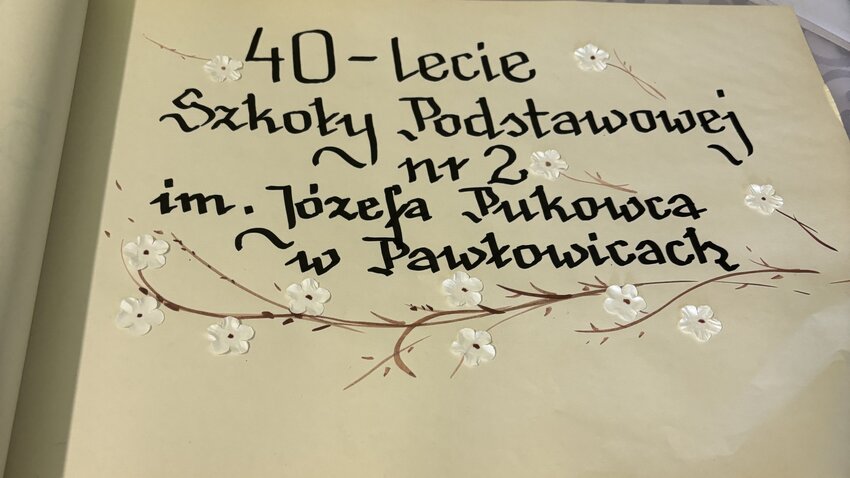 40-lecie
Szkoły Podstawowej
nr 2
im. Józefa Pukowca
w Pawłowicach